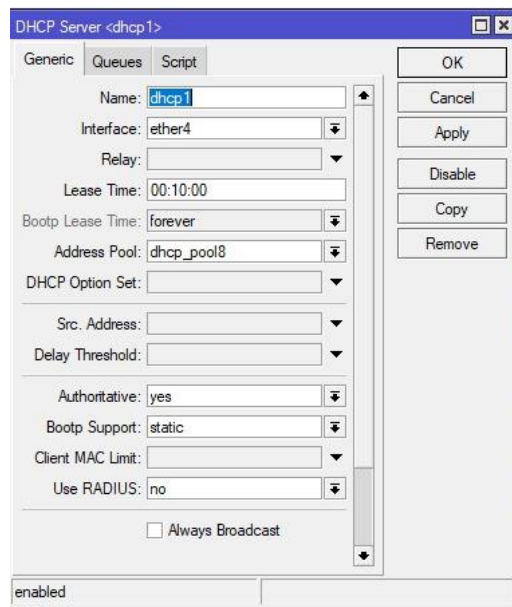 DHCP Server <dhcp1>
Generic Queues Script
Name: dhcp1
Interface: ether4
Relay:
Lease Time: 00:10:00
Bootp Lease Time: forever
Address Pool: dhcp_pool8
DHCP Option Set:
Src. Address:
Delay Threshold:
Authoritative: yes
Bootp Support: static
Client MAC Limit:
Use RADIUS: no
Always Broadcast
OK
Cancel
Apply
Disable
Copy
Remove
enabled